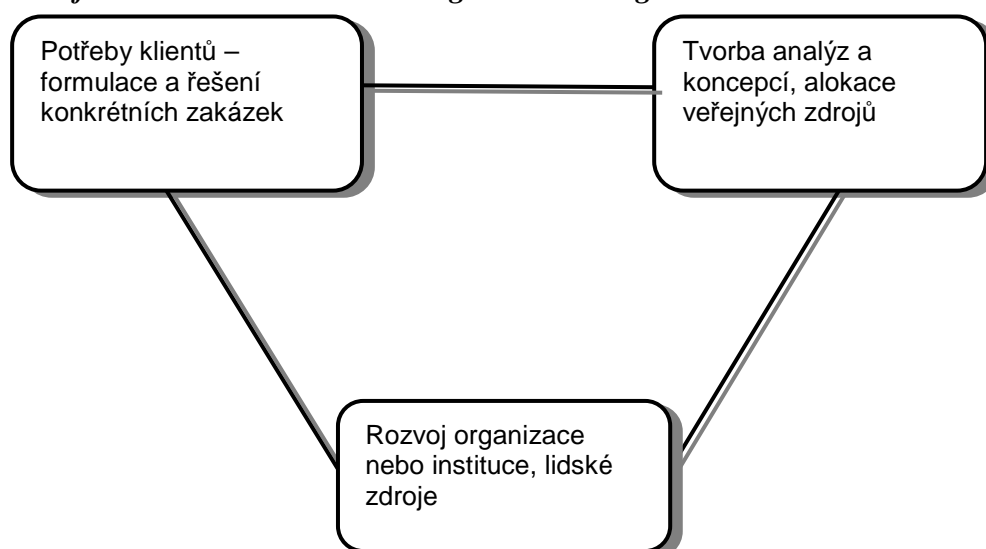 Potřeby klientů –
formulace a řešení
konkrétních zakázek
Tvorba analýz a
koncepcí, alokace
veřejných zdrojů
Rozvoj organizace
nebo instituce, lidské
zdroje